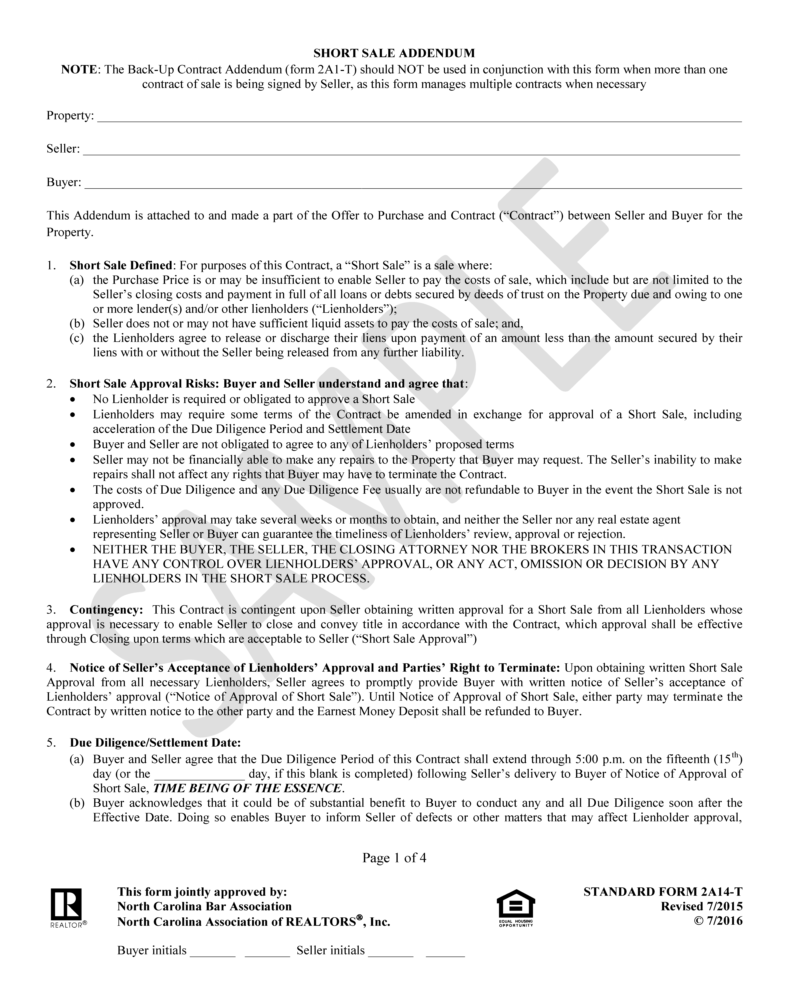 SHORT SALE ADDENDUM
NOTE: The Back-Up Contract Addendum (form 2A1-T) should NOT be used in conjunction with this form when more than one
contract of sale is being signed by Seller, as this form manages multiple contracts when necessary
Property: ____________________
Seller: ____________________
Buyer: ____________________
This Addendum is attached to and made a part of the Offer to Purchase and Contract (“Contract”) between Seller and Buyer for the
Property.
1. Short Sale Defined: For purposes of this Contract, a “Short Sale” is a sale where:
(a) the Purchase Price is or may be insufficient to enable Seller to pay the costs of sale, which include but are not limited to the
Seller’s closing costs and payment in full of all loans or debts secured by deeds of trust on the Property due and owing to one
or more lender(s) and/or other lienholders (“Lienholders”);
(b) Seller does not or may not have sufficient liquid assets to pay the costs of sale; and,
(c) the Lienholders agree to release or discharge their liens upon payment of an amount less than the amount secured by their
liens with or without the Seller being released from any further liability.
2. Short Sale Approval Risks: Buyer and Seller understand and agree that:
• No Lienholder is required or obligated to approve a Short Sale
• Lienholders may require some terms of the Contract be amended in exchange for approval of a Short Sale, including
acceleration of the Due Diligence Period and Settlement Date
• Buyer and Seller are not obligated to agree to any of Lienholders’ proposed terms
• Seller may not be financially able to make any repairs to the Property that Buyer may request. The Seller’s inability to make
repairs shall not affect any rights that Buyer may have to terminate the Contract.
• The costs of Due Diligence and any Due Diligence Fee usually are not refundable to Buyer in the event the Short Sale is not
approved.
• Lienholders’ approval may take several weeks or months to obtain, and neither the Seller nor any real estate agent
representing Seller or Buyer can guarantee the timeliness of Lienholders’ review, approval or rejection.
• NEITHER THE BUYER, THE SELLER, THE CLOSING ATTORNEY NOR THE BROKERS IN THIS TRANSACTION
HAVE ANY CONTROL OVER LIENHOLDERS’ APPROVAL, OR ANY ACT, OMISSION OR DECISION BY ANY
LIENHOLDERS IN THE SHORT SALE PROCESS.
3. Contingency: This Contract is contingent upon Seller obtaining written approval for a Short Sale from all Lienholders whose
approval is necessary to enable Seller to close and convey title in accordance with the Contract, which approval shall be effective
through Closing upon terms which are acceptable to Seller (“Short Sale Approval”)
4. Notice of Seller’s Acceptance of Lienholders’ Approval and Parties’ Right to Terminate: Upon obtaining written Short Sale
Approval from all necessary Lienholders, Seller agrees to promptly provide Buyer with written notice of Seller’s acceptance of
Lienholders’ approval (“Notice of Approval of Short Sale”). Until Notice of Approval of Short Sale, either party may terminate the
Contract by written notice to the other party and the Earnest Money Deposit shall be refunded to Buyer.
5. Due Diligence/Settlement Date:
(a) Buyer and Seller agree that the Due Diligence Period of this Contract shall extend through 5:00 p.m. on the fifteenth (15th)
day (or the ______________ day, if this blank is completed) following Seller’s delivery to Buyer of Notice of Approval of
Short Sale, TIME BEING OF THE ESSENCE.
(b) Buyer acknowledges that it could be of substantial benefit to Buyer to conduct any and all Due Diligence soon after the
Effective Date. Doing so enables Buyer to inform Seller of defects or other matters that may affect Lienholder approval,
SAMPLE
Page 1 of 4
REALTOR®
This form jointly approved by:
North Carolina Bar Association
North Carolina Association of REALTORS®, Inc.
EQUAL HOUSING
OPPORTUNITY
STANDARD FORM 2A14-T
Revised 7/2015
© 7/2016
Buyer initials _______ _______ Seller initials _______ ______